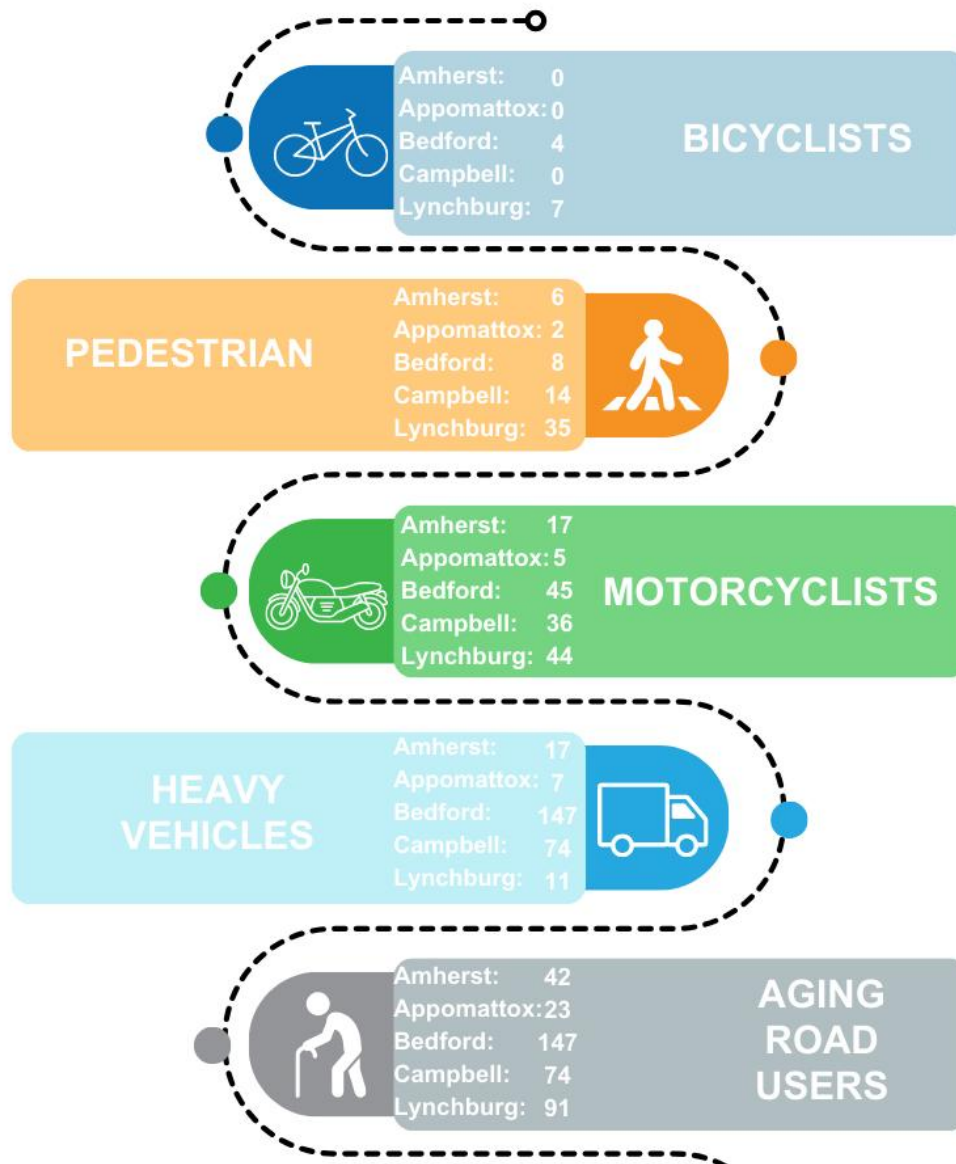 Amherst: 0
Appomattox: 0
Bedford: 4
Campbell: 0
Lynchburg: 7
BICYCLISTS
PEDESTRIAN
Amherst: 6
Appomattox: 2
Bedford: 8
Campbell: 14
Lynchburg: 35
Amherst: 17
Appomattox: 5
Bedford: 45
Campbell: 36
Lynchburg: 44
MOTORCYCLISTS
HEAVY
VEHICLES
Amherst: 17
Appomattox: 7
Bedford: 147
Campbell: 74
Lynchburg: 11
Amherst: 42
Appomattox: 23
Bedford: 147
Campbell: 74
Lynchburg: 91
AGING
ROAD
USERS